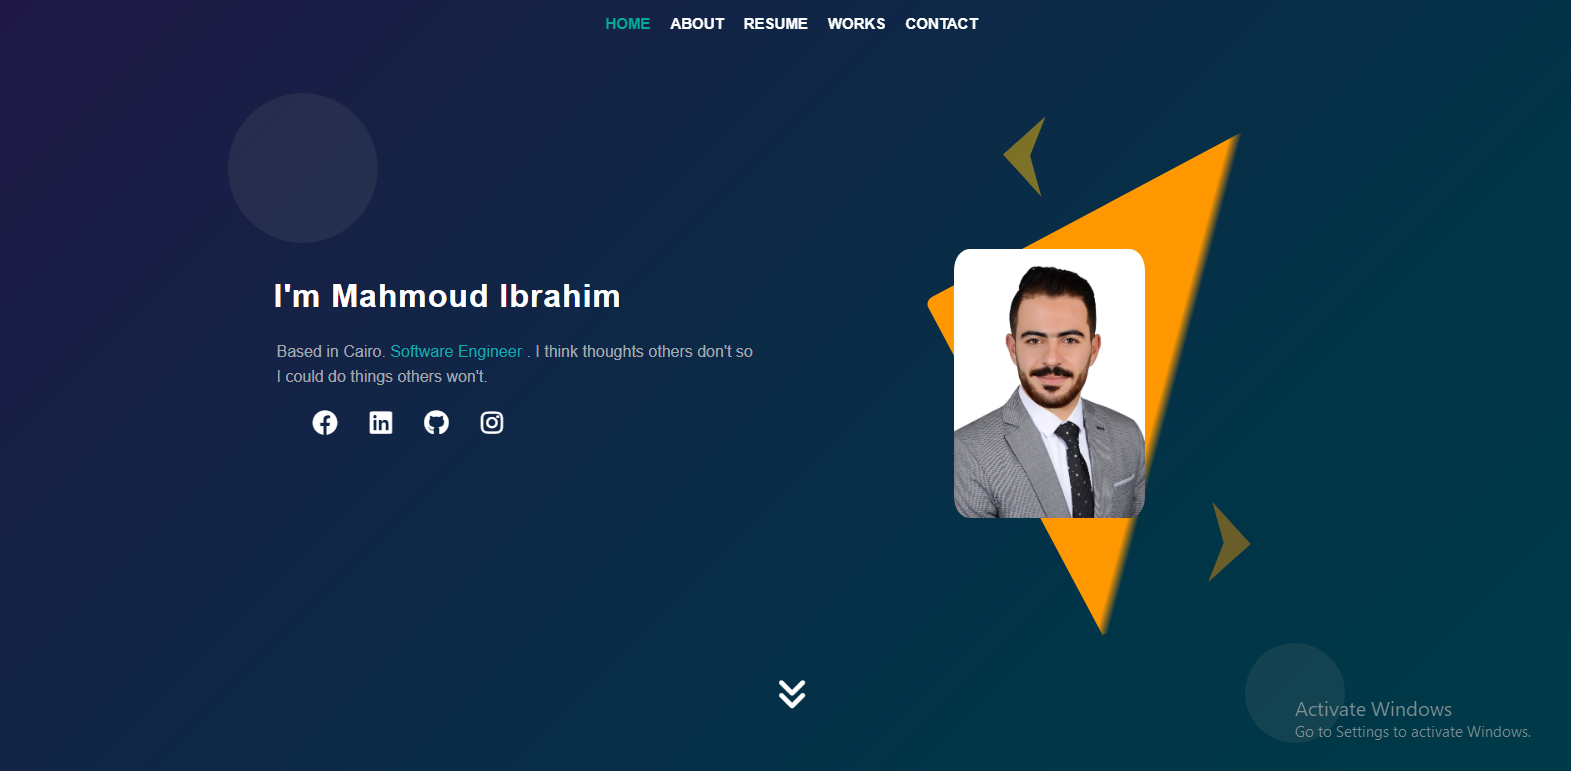 HOME ABOUT RESUME WORKS CONTACT
I'm Mahmoud Ibrahim
Based in Cairo. Software Engineer . I think thoughts others don't so
I could do things others won't.
Activate Windows
Go to Settings to activate Windows.